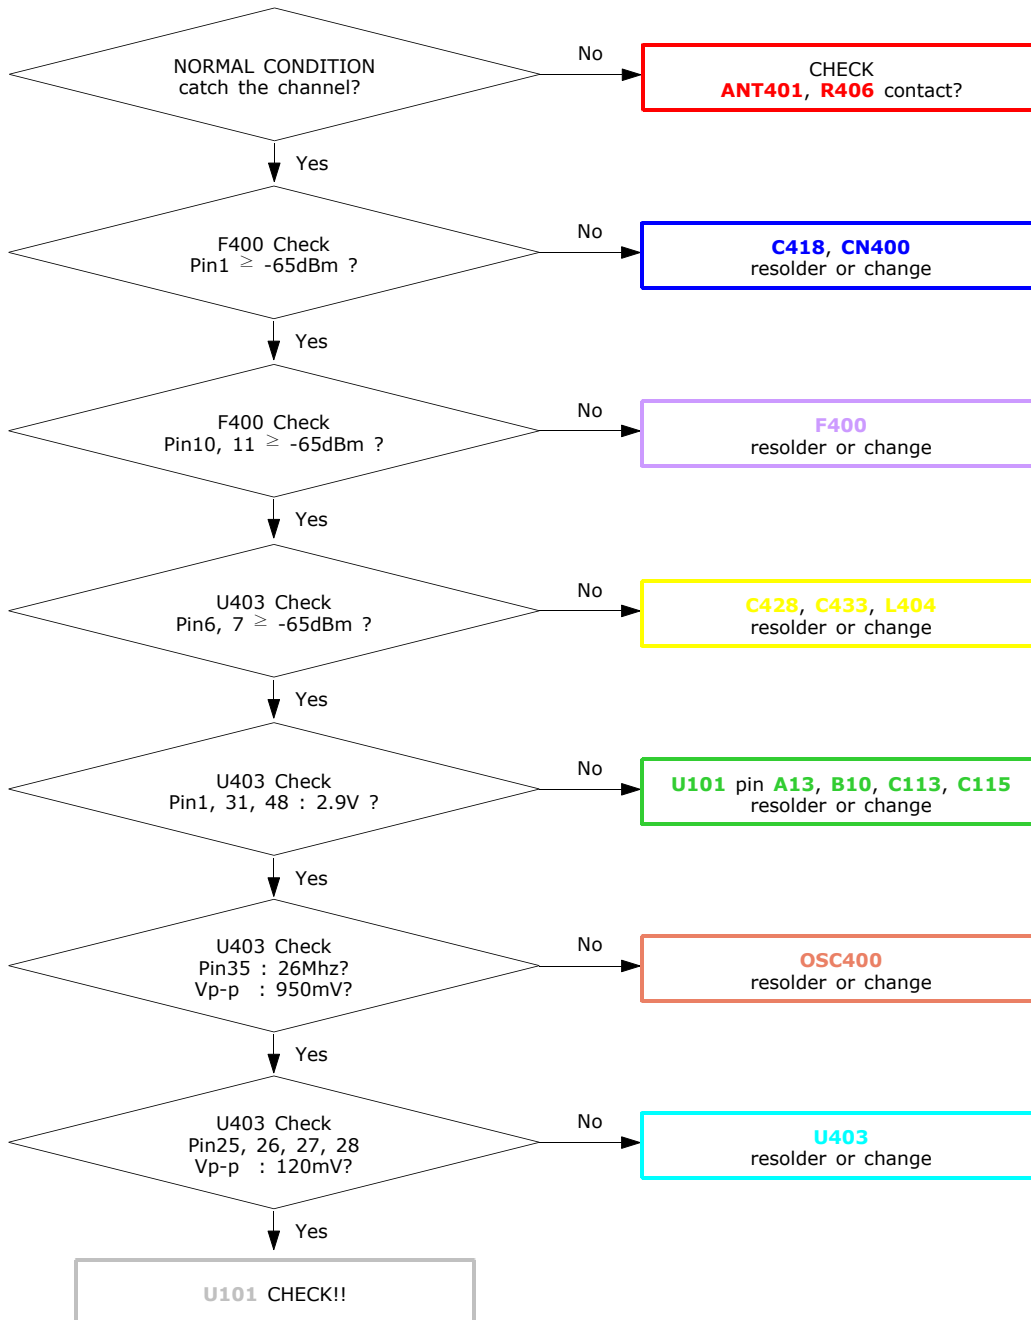 NORMAL CONDITION
catch the channel?
No
CHECK
ANT401, R406 contact?
Yes
F400 Check
Pin1 ≥ -65dBm ?
No
C418, CN400
resolder or change
Yes
F400 Check
Pin10, 11 ≥ -65dBm ?
No
F400
resolder or change
Yes
U403 Check
Pin6, 7 ≥ -65dBm ?
No
C428, C433, L404
resolder or change
Yes
U403 Check
Pin1, 31, 48 : 2.9V ?
No
U101 pin A13, B10, C113, C115
resolder or change
Yes
U403 Check
Pin35 : 26Mhz?
Vp-p : 950mV?
No
OSC400
resolder or change
Yes
U403 Check
Pin25, 26, 27, 28
Vp-p : 120mV?
No
U403
resolder or change
Yes
U101 CHECK!!